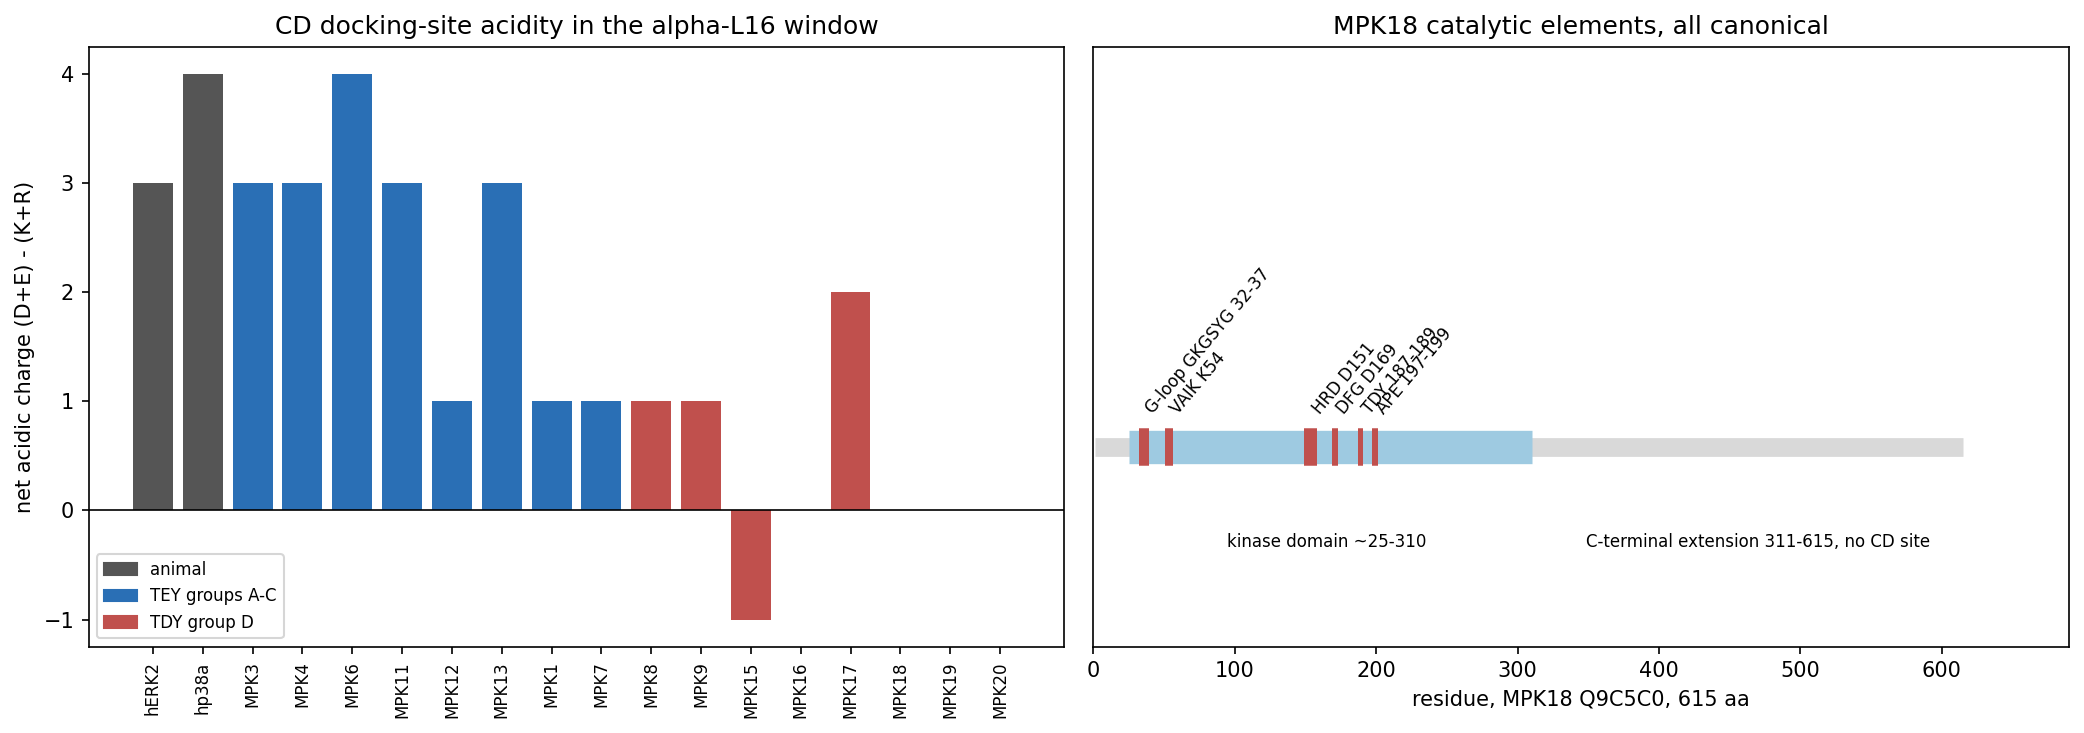 CD docking-site acidity in the alpha-L16 window
net acidic charge (D+E) - (K+R)
4
3
2
1
0
−1
animal
TEY groups A-C
TDY group D
hERK2
hp38a
MPK3
MPK4
MPK6
MPK11
MPK12
MPK13
MPK1
MPK7
MPK8
MPK9
MPK15
MPK16
MPK17
MPK18
MPK19
MPK20
MPK18 catalytic elements, all canonical
G-loop GKGSYG 32-37
VAIK K54
HRD D151
DFG D169
TDY 187-189
APE 197-199
kinase domain ~25-310
C-terminal extension 311-615, no CD site
0
100
200
300
400
500
600
residue, MPK18 Q9C5C0, 615 aa